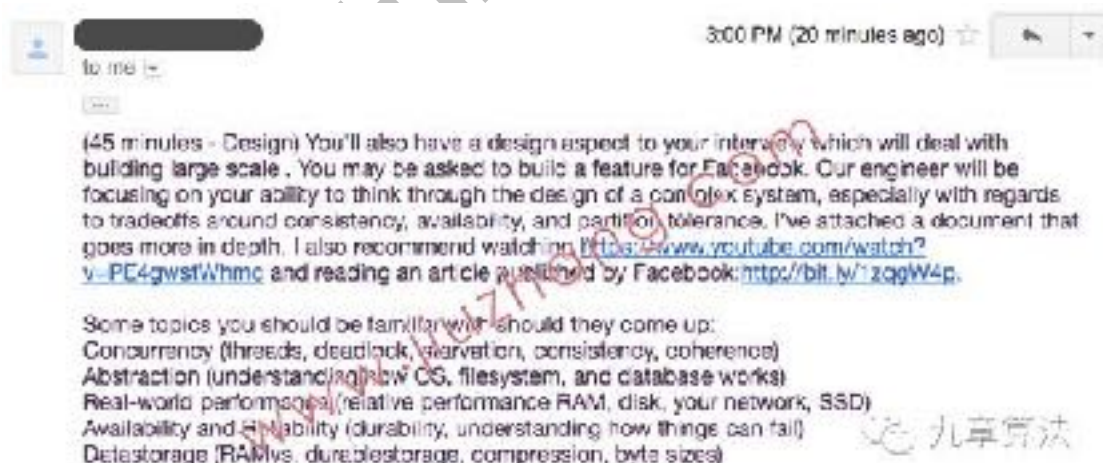 3:00 PM (20 minutes ago)
to me
(45 minutes - Design) You'll also have a design aspect to your interview which will deal with
building large scale . You may be asked to build a feature for Facebook. Our engineer will be
focusing on your ability to think through the design of a complex system, especially with regards
to tradeoffs around consistency, availability, and partition tolerance. I've attached a document that
goes more in depth. I also recommend watching https://www.youtube.com/watch?
and reading an article published by Facebook:
Some topics you should be familiar with should they come up:
Concurrency (threads, deadlock, starvation, consistency, coherence)
Abstraction (understanding how OS, filesystem, and database works)
Real-world performance (relative performance RAM, disk, your network, SSD)
Availability and Reliability (durability, understanding how things can fail)
Datastorage (RAM vs. durablestorage, compression, byte sizes)
九章算法